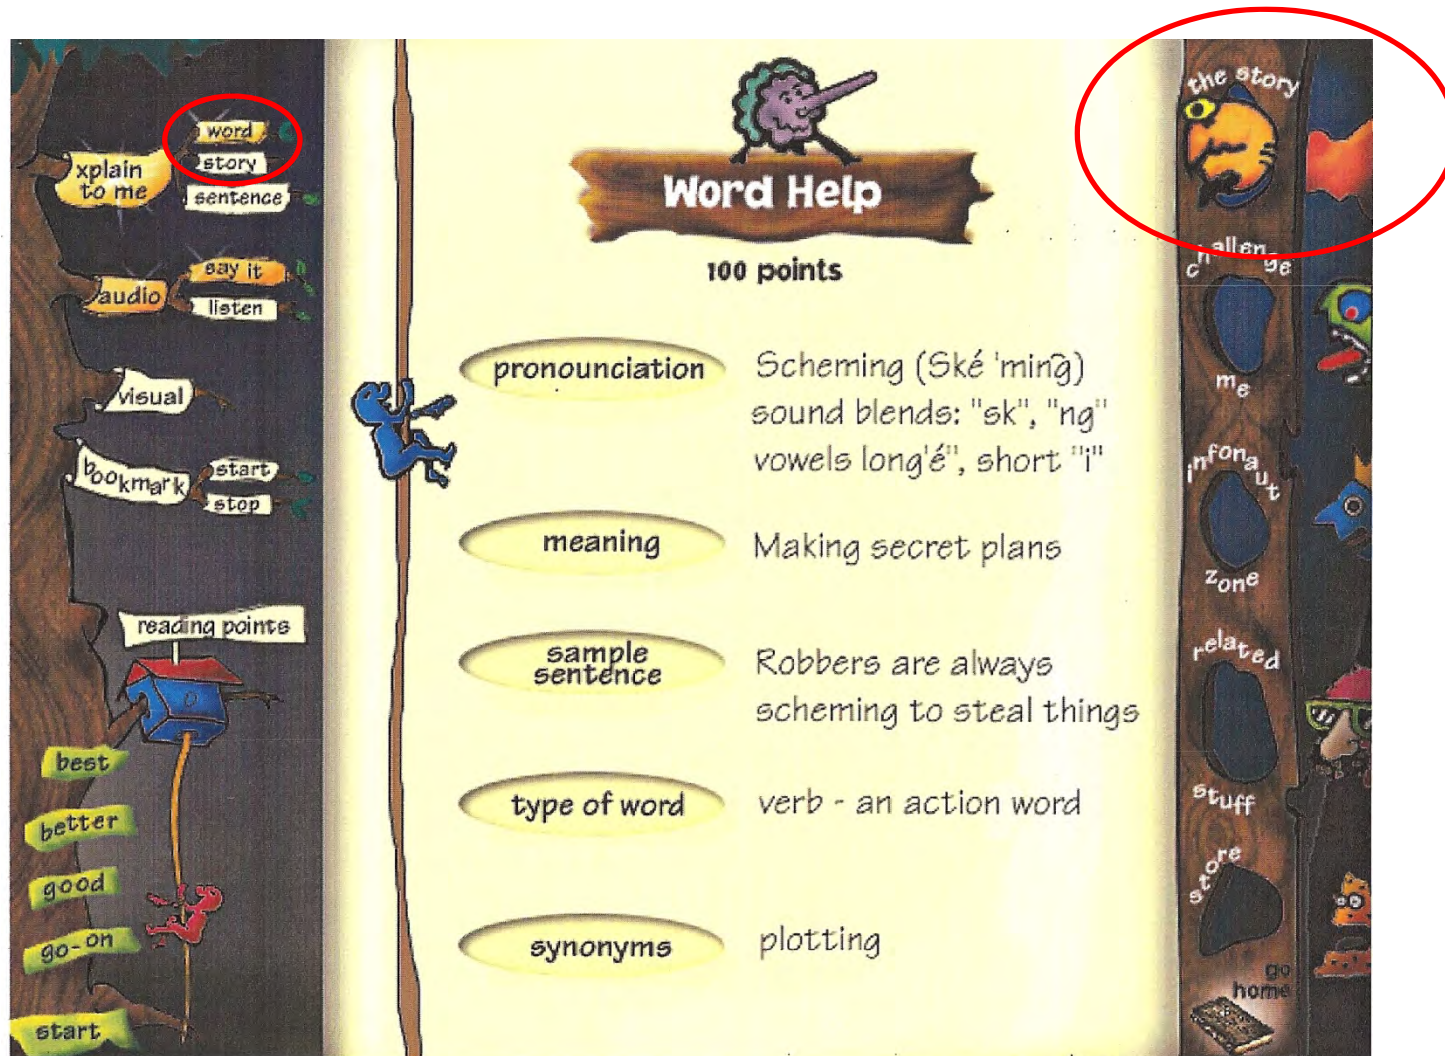 xplain
to me
word
story
sentence
audio
say it
listen
visual
bookmark
start
stop
reading points
best
better
good
go-on
start
Word Help
100 points
pronounciation
Scheming (Ské 'ming)
sound blends: "sk", "ng"
vowels long'é", short "i"
meaning
Making secret plans
sample
sentence
Robbers are always
scheming to steal things
type of word
verb - an action word
synonyms
plotting
the story
challenge
me
infonaut
zone
related
stuff
store
go
home